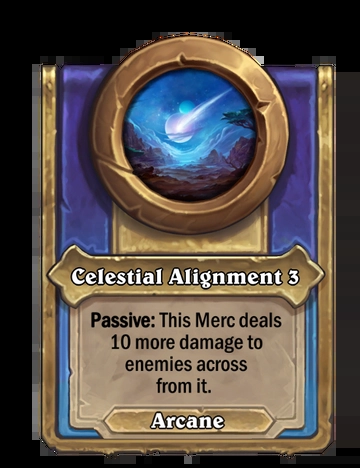 Celestial Alignment 3
Passive: This Merc deals
10 more damage to
enemies across
from it.
Arcane